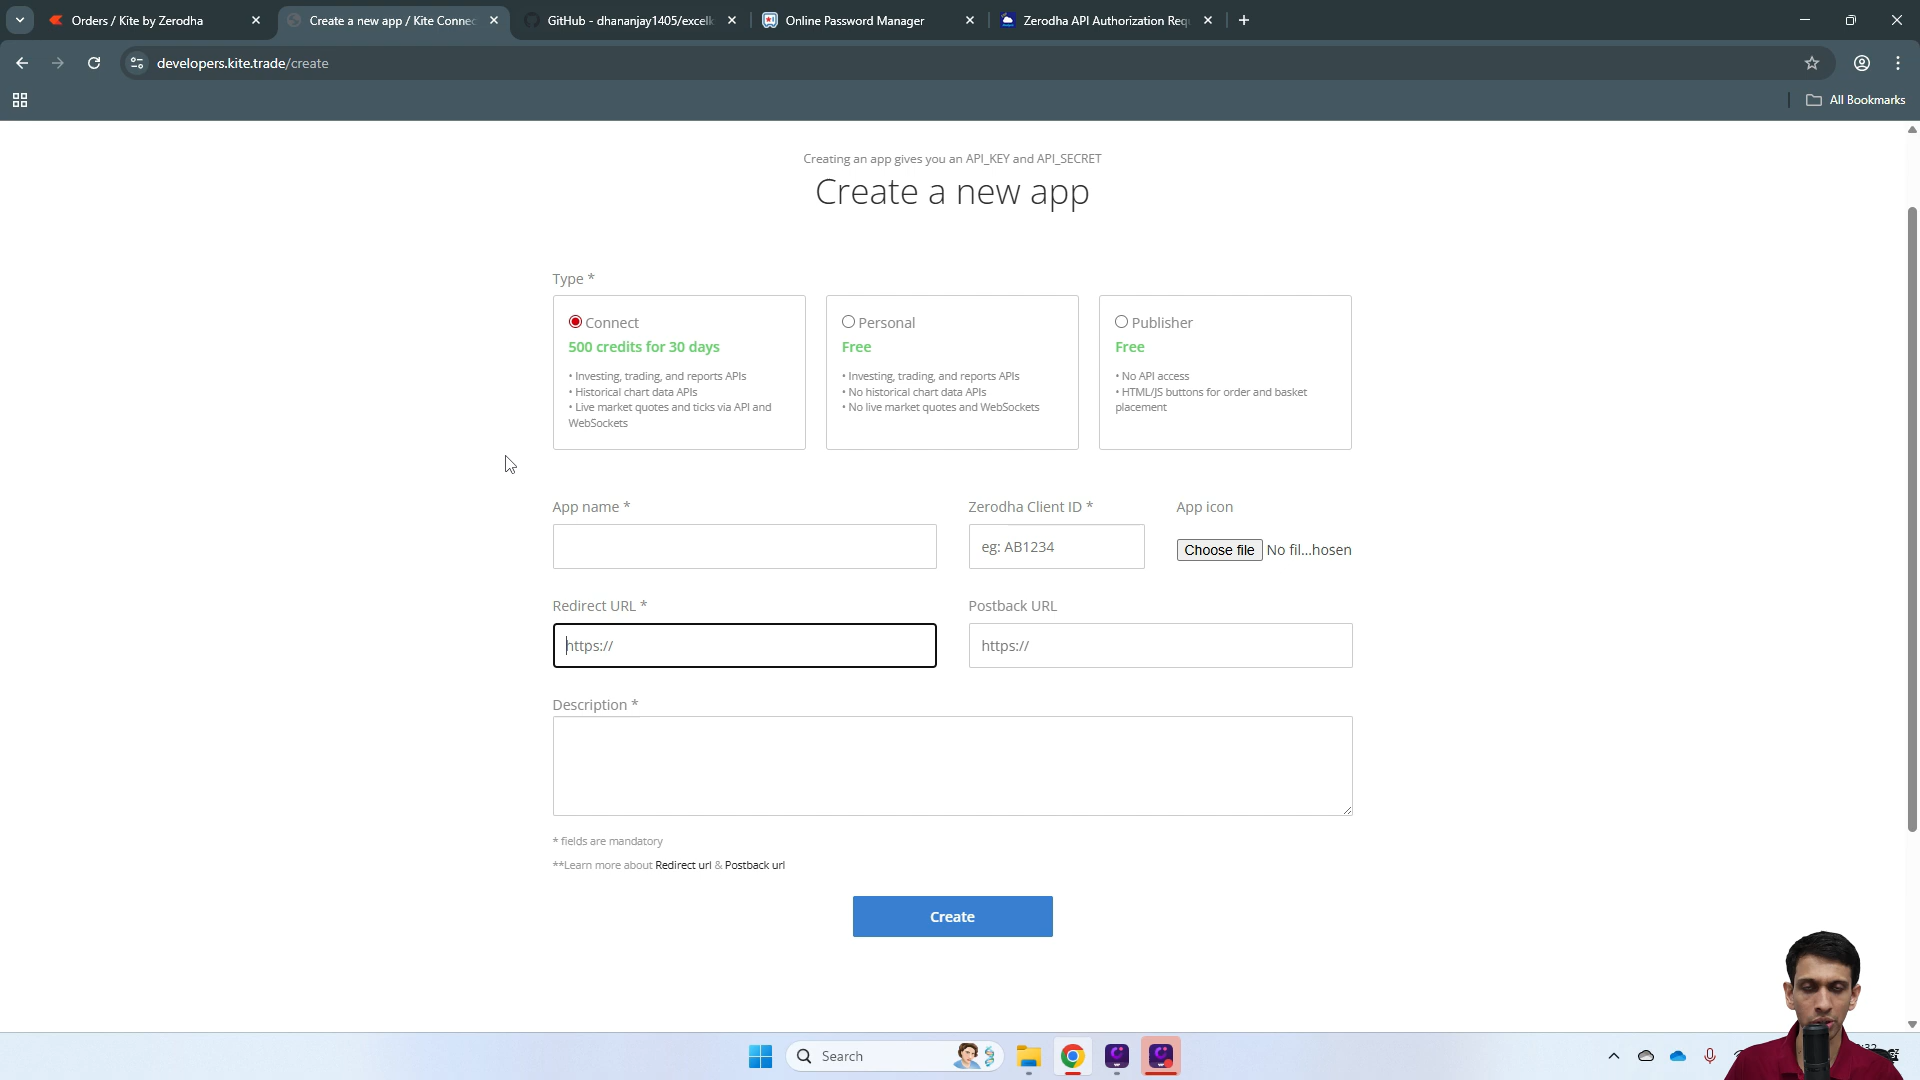 Orders / Kite by Zerodha
Create a new app / Kite Connec
GitHub - dhananjay1405/excelk
Online Password Manager
Zerodha API Authorization Req
developers.kite.trade/create
All Bookmarks
Creating an app gives you an API_KEY and API_SECRET
Create a new app
Type *
Connect
500 credits for 30 days
• Investing, trading, and reports APIs
• Historical chart data APIs
• Live market quotes and ticks via API and
WebSockets
Personal
Free
• Investing, trading, and reports APIs
• No historical chart data APIs
• No live market quotes and WebSockets
Publisher
Free
• No API access
• HTML/JS buttons for order and basket
placement
App name *
Zerodha Client ID *
App icon
eg: AB1234
Choose file No fil...hosen
Redirect URL *
Postback URL
https://
https://
Description *
* fields are mandatory
**Learn more about Redirect url & Postback url
Create
Search